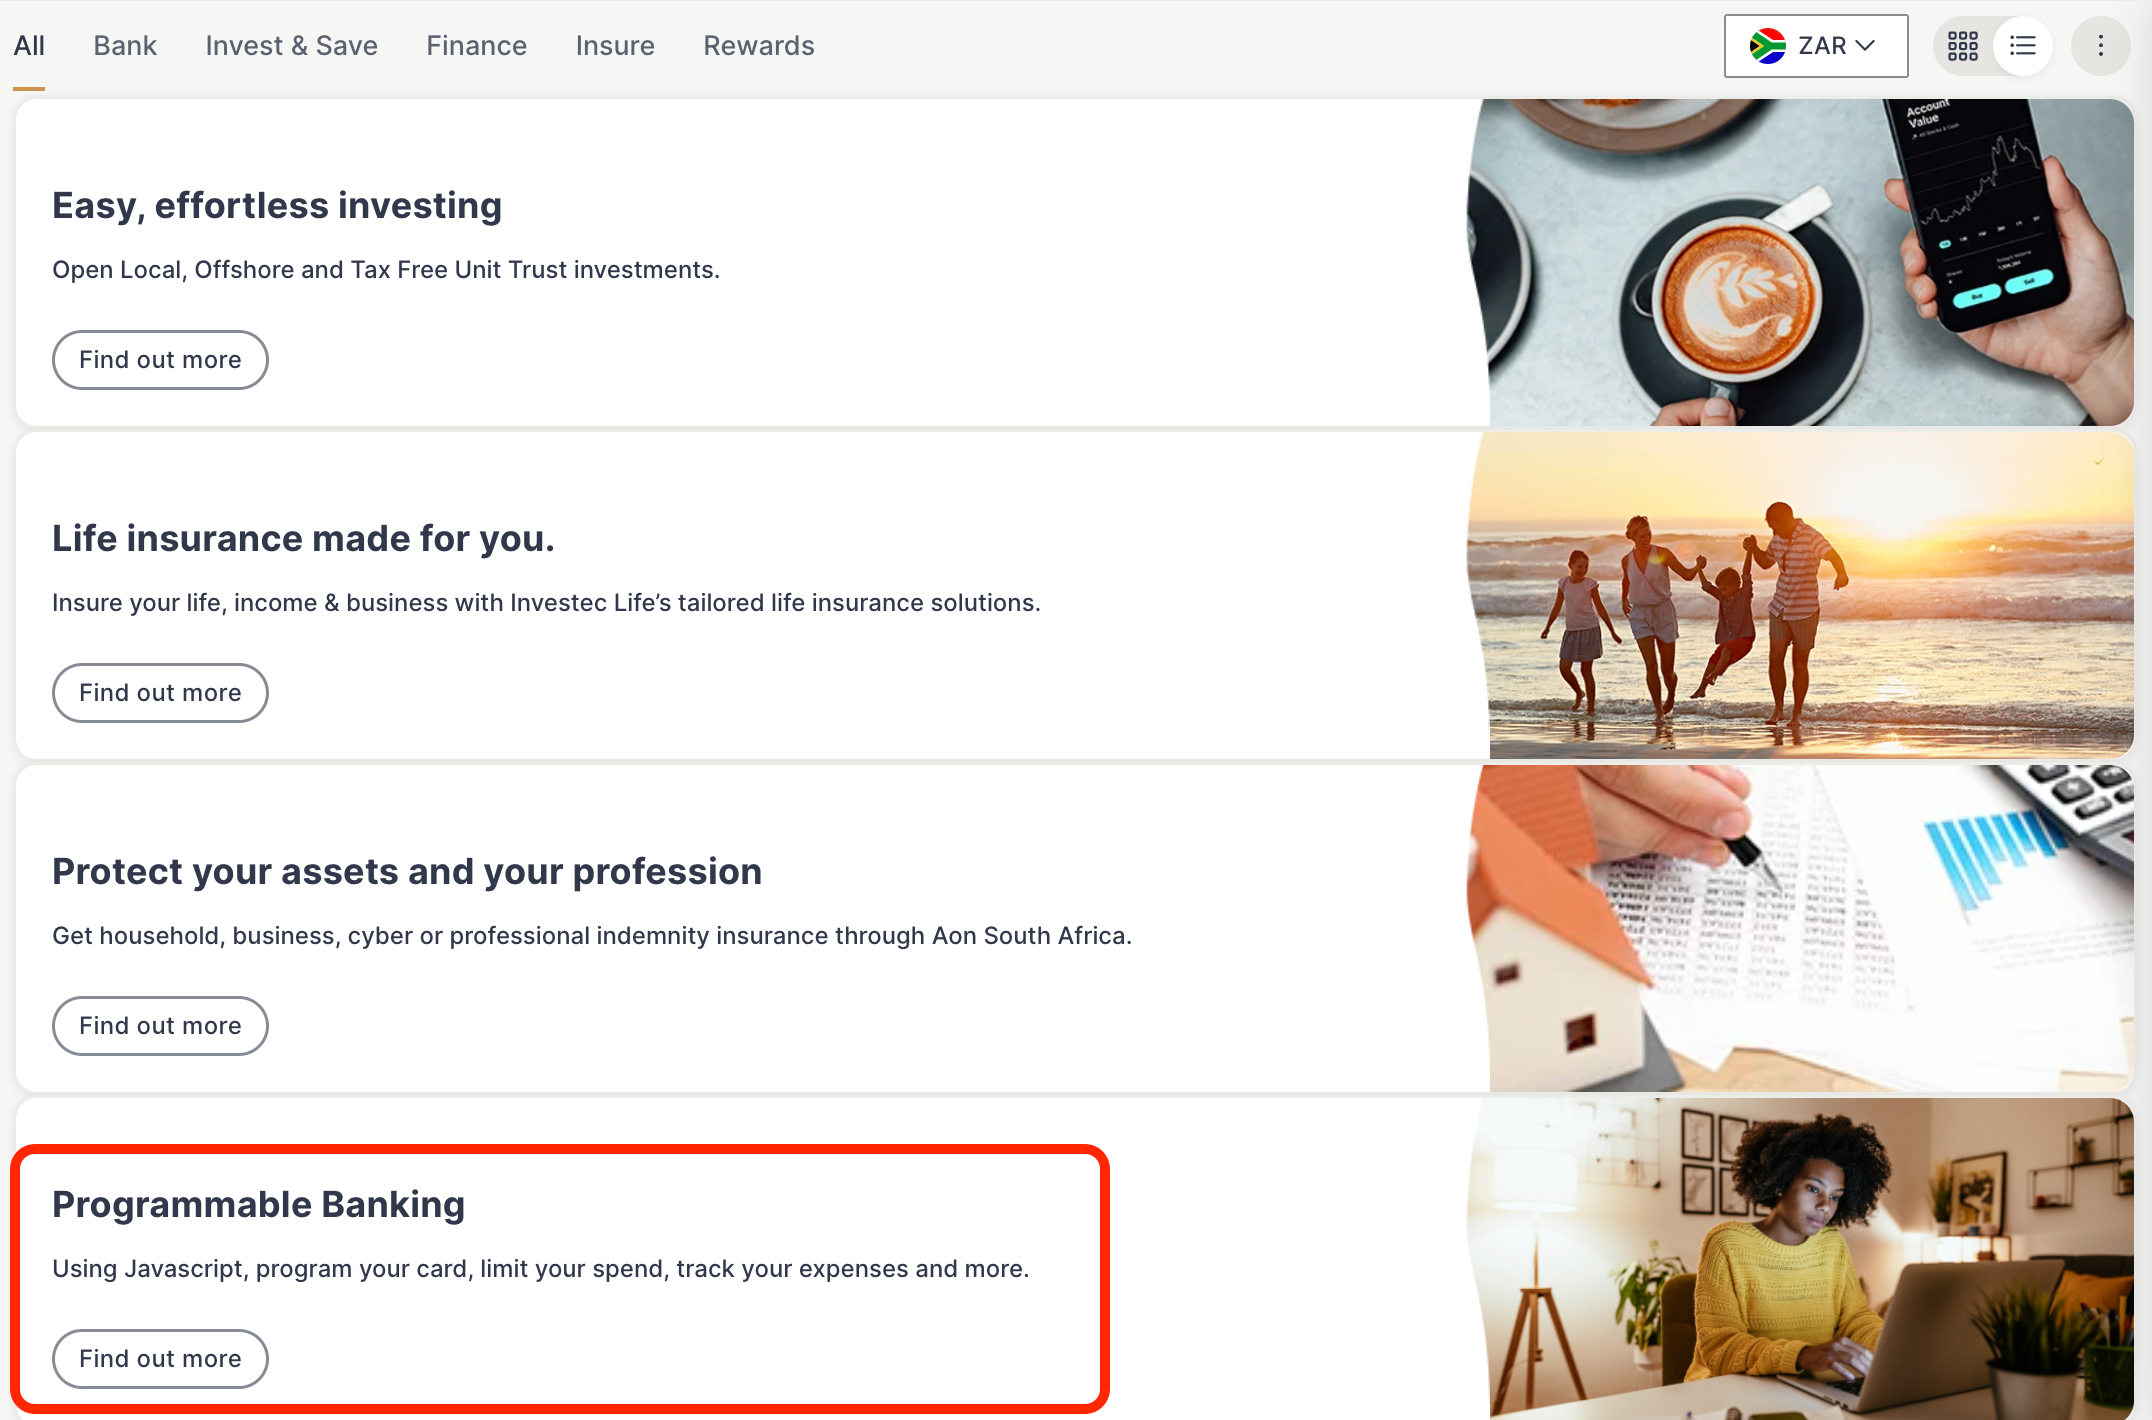 All Bank Invest & Save Finance Insure Rewards ZAR
Easy, effortless investing
Open Local, Offshore and Tax Free Unit Trust investments.
Find out more
Account
Value
Buy Sell
Life insurance made for you.
Insure your life, income & business with Investec Life’s tailored life insurance solutions.
Find out more
Protect your assets and your profession
Get household, business, cyber or professional indemnity insurance through Aon South Africa.
Find out more
Programmable Banking
Using Javascript, program your card, limit your spend, track your expenses and more.
Find out more